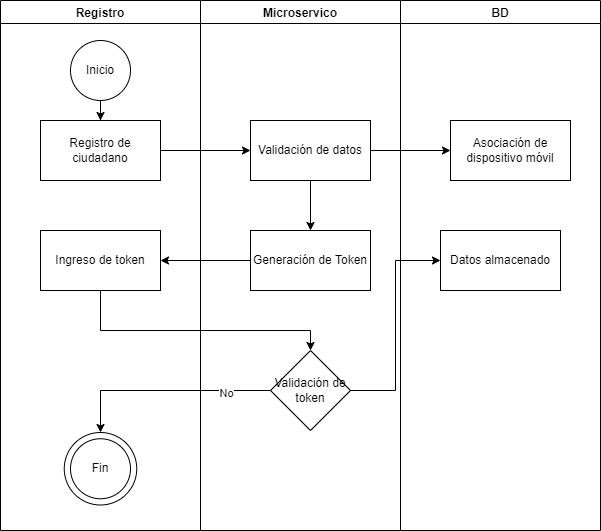 Registro
Microservico
BD
Inicio
Registro de
ciudadano
Validación de datos
Asociación de
dispositivo móvil
Ingreso de token
Generación de Token
Datos almacenado
Validación de
token
No
Fin